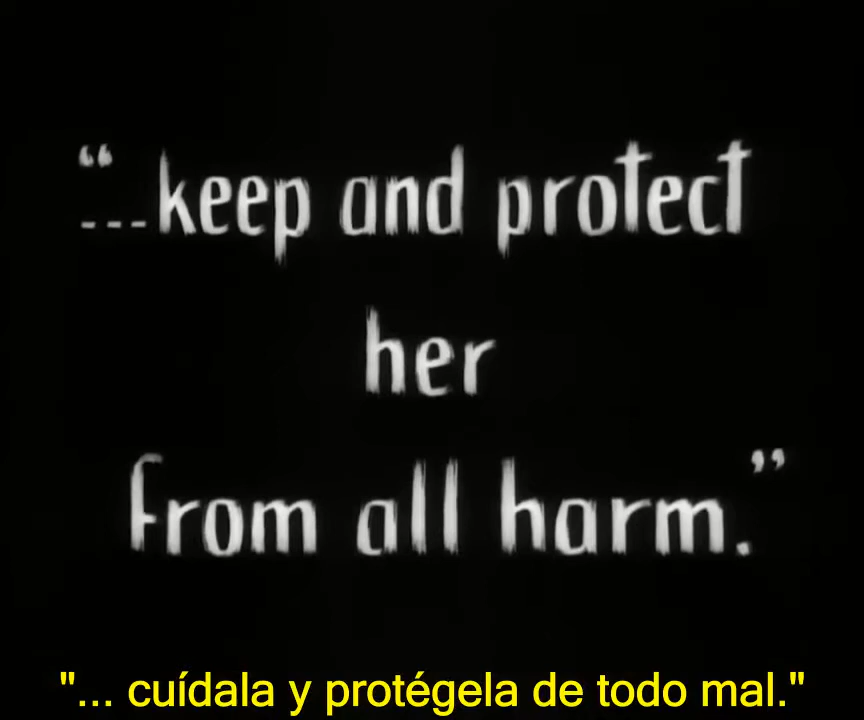 “---keep and protect
her
from all harm.”
"... cuídala y protégela de todo mal."